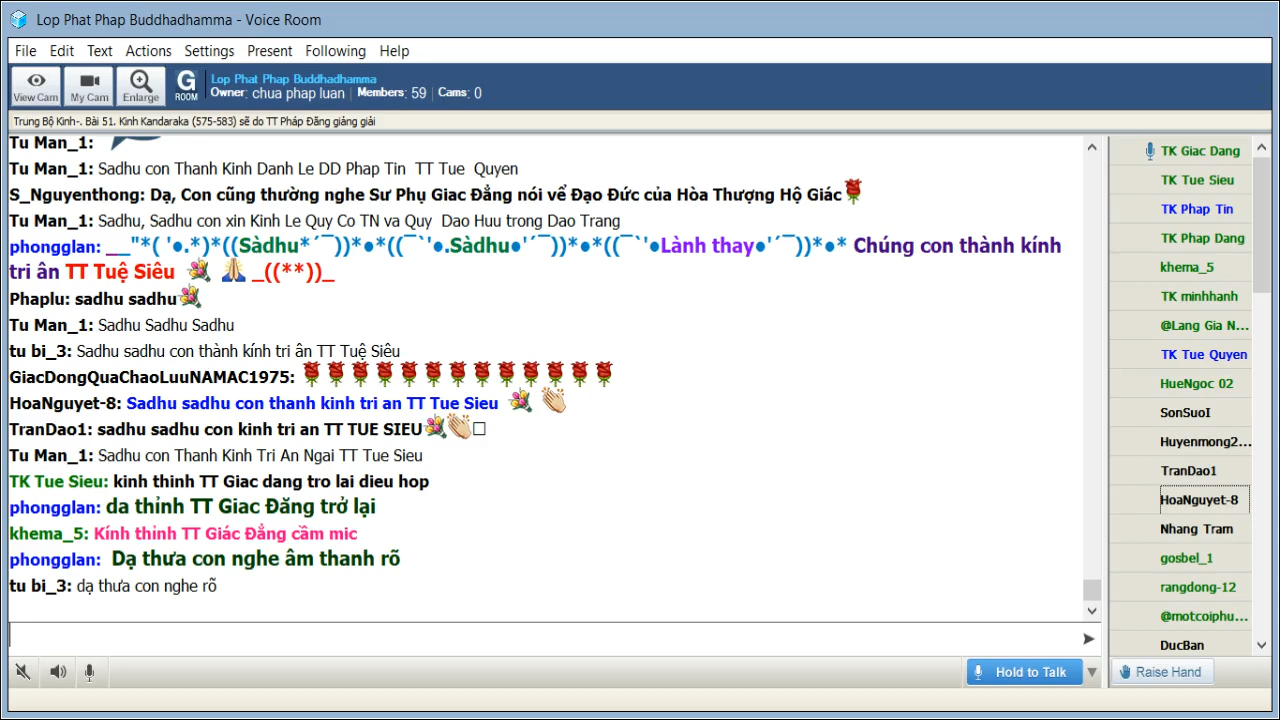 Lop Phat Phap Buddhadhamma - Voice Room
File Edit Text Actions Settings Present Following Help
View Cam My Cam Enlarge G ROOM
Lop Phat Phap Buddhadhamma
Owner: chua phap luan Members: 59 Cams: 0
Trung Bộ Kinh-. Bài 51. Kinh Kandaraka (575-583) sẽ do TT Pháp Đăng giảng giải
Tu Man_1:
Tu Man_1: Sadhu con Thanh Kinh Danh Le DD Phap Tin TT Tue Quyen
S_Nguyenthong: Dạ, Con cũng thường nghe Sư Phụ Giac Đẳng nói về Đạo Đức của Hòa Thượng Hộ Giác
Tu Man_1: Sadhu, Sadhu con xin Kinh Le Quy Co TN va Quy Dao Huu trong Dao Trang
phongglan: __"*( '●.*)*((Sàdhu*´¯))*●*((¯`'●.Sàdhu●'´¯))*●*((¯`'●Lành thay●'´¯))*●* Chúng con thành kính
tri ân TT Tuệ Siêu 💐 🙏 _((**))_
Phaplu: sadhu sadhu💐
Tu Man_1: Sadhu Sadhu Sadhu
tu bi_3: Sadhu sadhu con thành kính tri ân TT Tuệ Siêu
GiacDongQuaChaoLuuNAMAC1975:
HoaNguyet-8: Sadhu sadhu con thanh kinh tri an TT Tue Sieu 💐 👏
TranDao1: sadhu sadhu con kinh tri an TT TUE SIEU💐👏□
Tu Man_1: Sadhu con Thanh Kinh Tri An Ngai TT Tue Sieu
TK Tue Sieu: kinh thinh TT Giac dang tro lai dieu hop
phongglan: da thỉnh TT Giac Đăng trở lại
khema_5: Kính thỉnh TT Giác Đẳng cầm mic
phongglan: Dạ thưa con nghe âm thanh rõ
tu bi_3: dạ thưa con nghe rõ
TK Giac Dang
TK Tue Sieu
TK Phap Tin
TK Phap Dang
khema_5
TK minhhanh
@Lang Gia N...
TK Tue Quyen
HueNgoc 02
SonSuoI
Huyenmong2...
TranDao1
HoaNguyet-8
Nhang Tram
gosbel_1
rangdong-12
@motcoiphu...
DucBan
Hold to Talk
Raise Hand